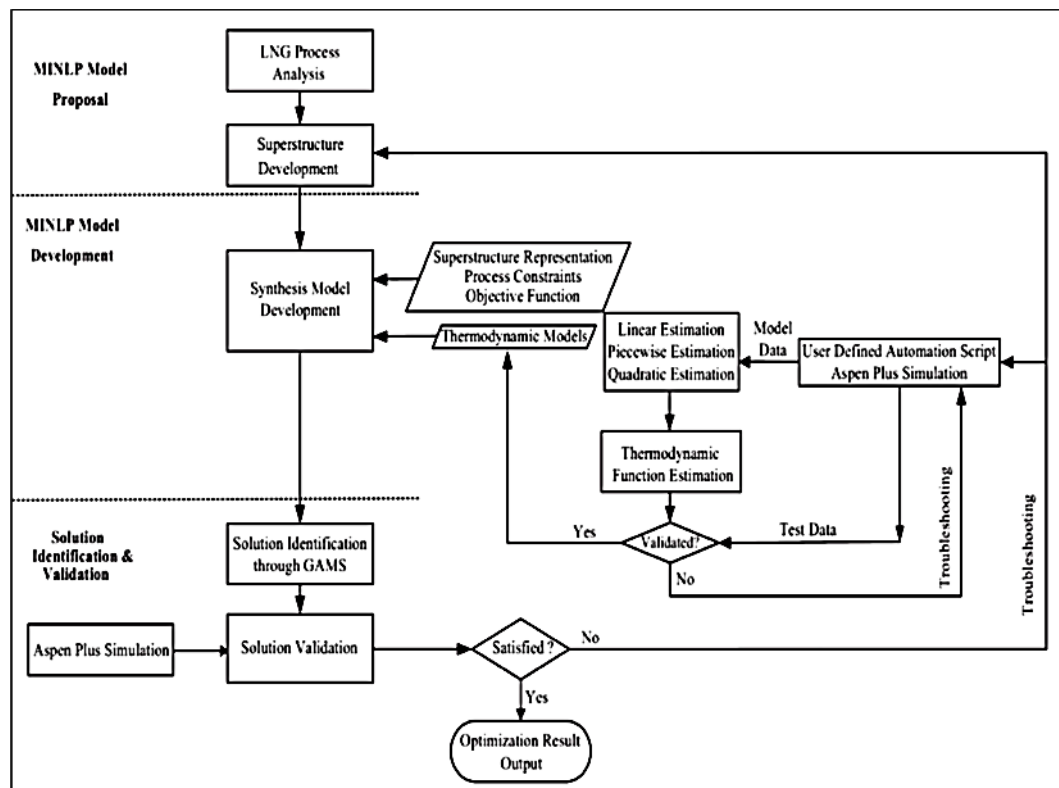 MINLP Model
Proposal
LNG Process
Analysis
Superstructure
Development
MINLP Model
Development
Synthesis Model
Development
Superstructure Representation
Process Constraints
Objective Function
Thermodynamic Models
Linear Estimation
Piecewise Estimation
Quadratic Estimation
Model
Data
User Defined Automation Script
Aspen Plus Simulation
Thermodynamic
Function Estimation
Validated?
Yes
Test Data
No
Troubleshooting
Troubleshooting
Solution
Identification &
Validation
Solution Identification
through GAMS
Aspen Plus Simulation
Solution Validation
Satisfied ?
No
Yes
Optimization Result
Output